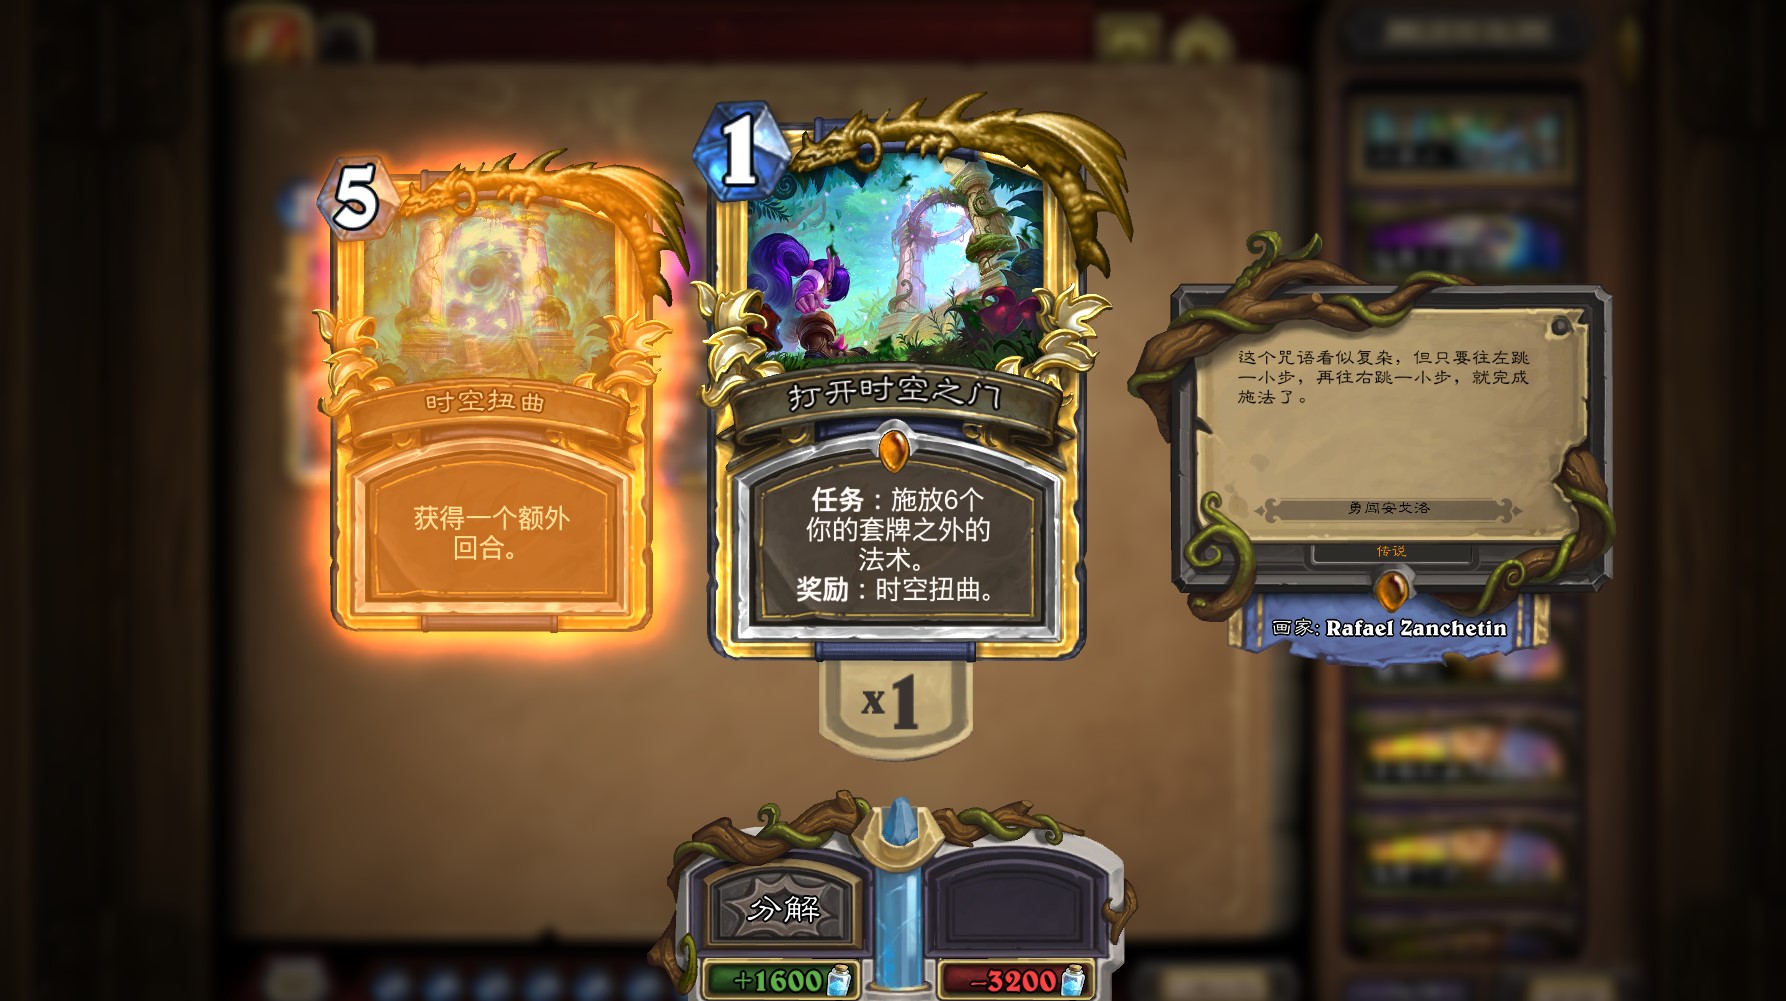 5
时空扭曲
获得一个额外
回合。
1
打开时空之门
任务：施放6个
你的套牌之外的
法术。
奖励：时空扭曲。
x1
这个咒语看似复杂，但只要往左跳
一小步，再往右跳一小步，就完成
施法了。
勇闯安戈洛
传说
画家: Rafael Zanchetin
分解
+1600
-3200